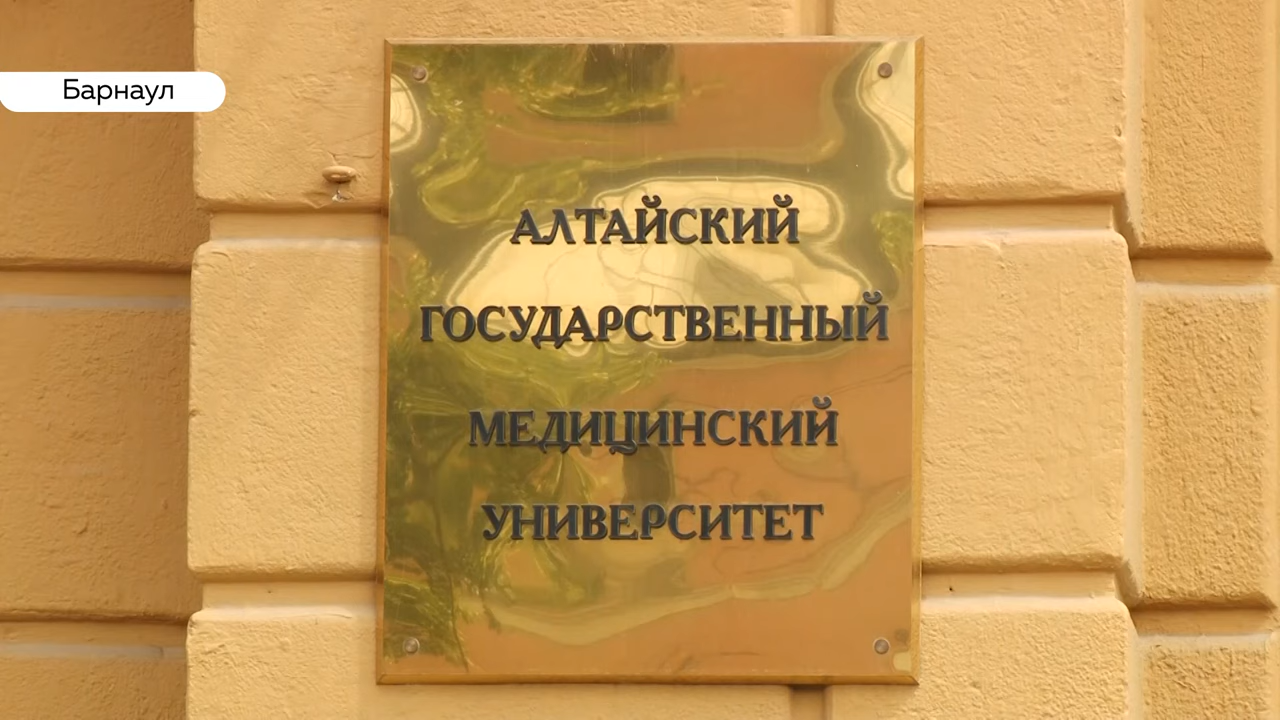 Барнаул
АЛТАЙСКИЙ
ГОСУДАРСТВЕННЫЙ
МЕДИЦИНСКИЙ
УНИВЕРСИТЕТ